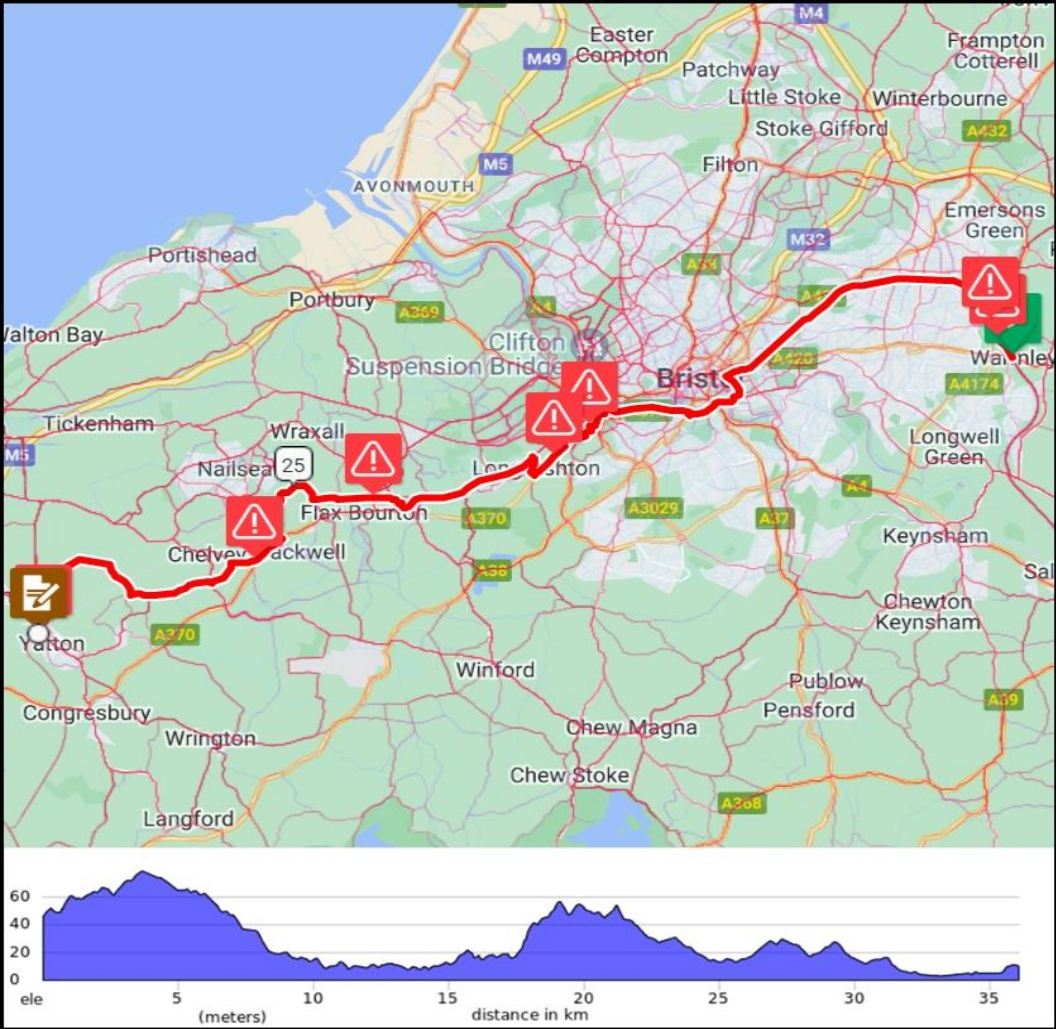 M4
Easter
Compton
M49
Frampton
Cotterell
Patchway
Little Stoke
Winterbourne
Stoke Gifford
A432
M5
Filton
AVONMOUTH
Emersons
Green
M32
Portishead
A38
Portbury
A369
A4
Clifton
Suspension Bridge
A420
Bristol
A4174
Tickenham
Wraxall
M5
Nailsea
25
Longwell
Green
Flax Bourton
A370
A3029
A37
A4
Keynsham
Chelvey
A38
Chewton
Keynsham
Yatton
A370
Winford
Publow
Pensford
Congresbury
Wrington
Chew Magna
Chew Stoke
A368
Langford
60
40
20
0
ele
5
10
15
20
25
30
35
(meters)
distance in km